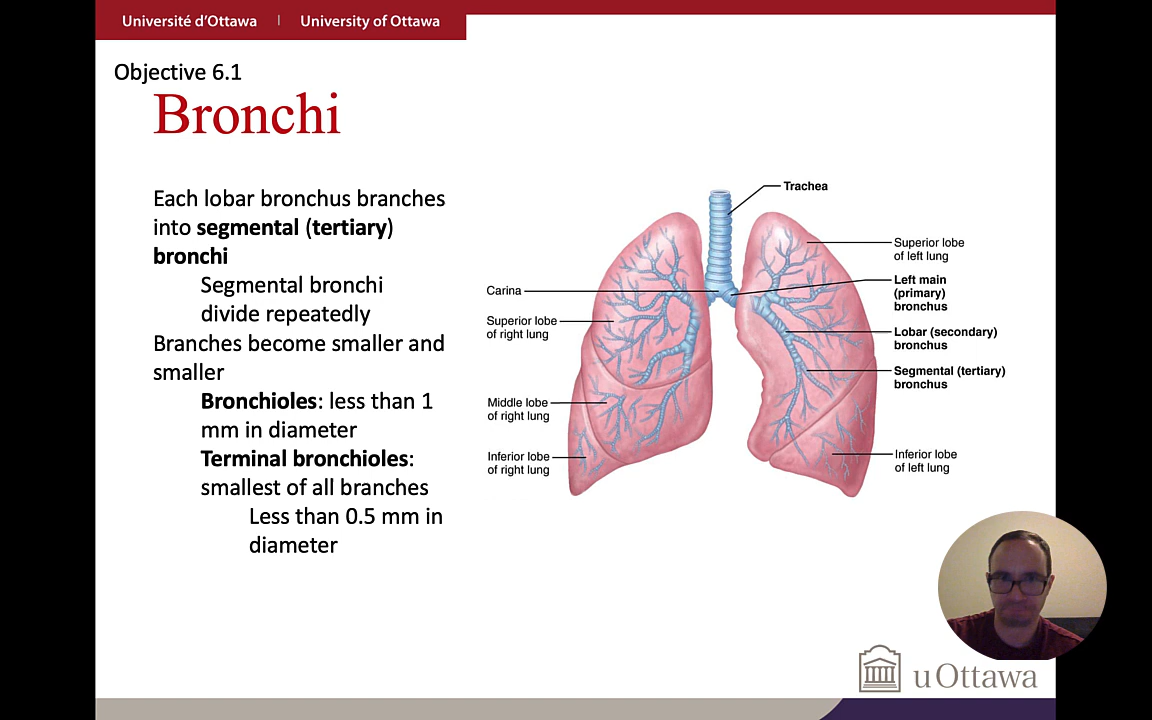 Université d'Ottawa | University of Ottawa
Objective 6.1
Bronchi
Each lobar bronchus branches
into segmental (tertiary)
bronchi
Segmental bronchi
divide repeatedly
Branches become smaller and
smaller
Bronchioles: less than 1
mm in diameter
Terminal bronchioles:
smallest of all branches
Less than 0.5 mm in
diameter
Trachea
Carina
Superior lobe
of right lung
Middle lobe
of right lung
Inferior lobe
of right lung
Superior lobe
of left lung
Left main
(primary)
bronchus
Lobar (secondary)
bronchus
Segmental (tertiary)
bronchus
Inferior lobe
of left lung
uOttawa